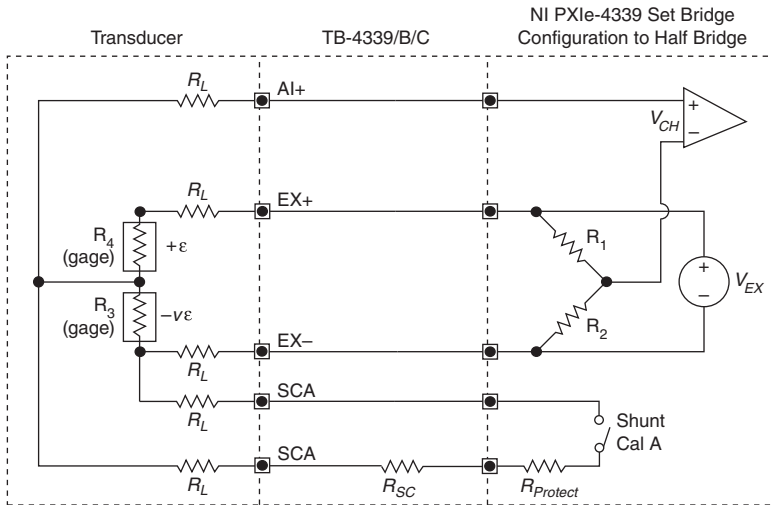 NI PXIe-4339 Set Bridge
Configuration to Half Bridge
Transducer
TB-4339/B/C
R_L
AI+
V_CH
+
−
R_L
EX+
R_4
(gage)
+ε
R_1
+
−
V_EX
R_3
(gage)
−vε
R_2
EX−
R_L
SCA
R_L
Shunt
Cal A
SCA
R_L
R_SC
R_Protect